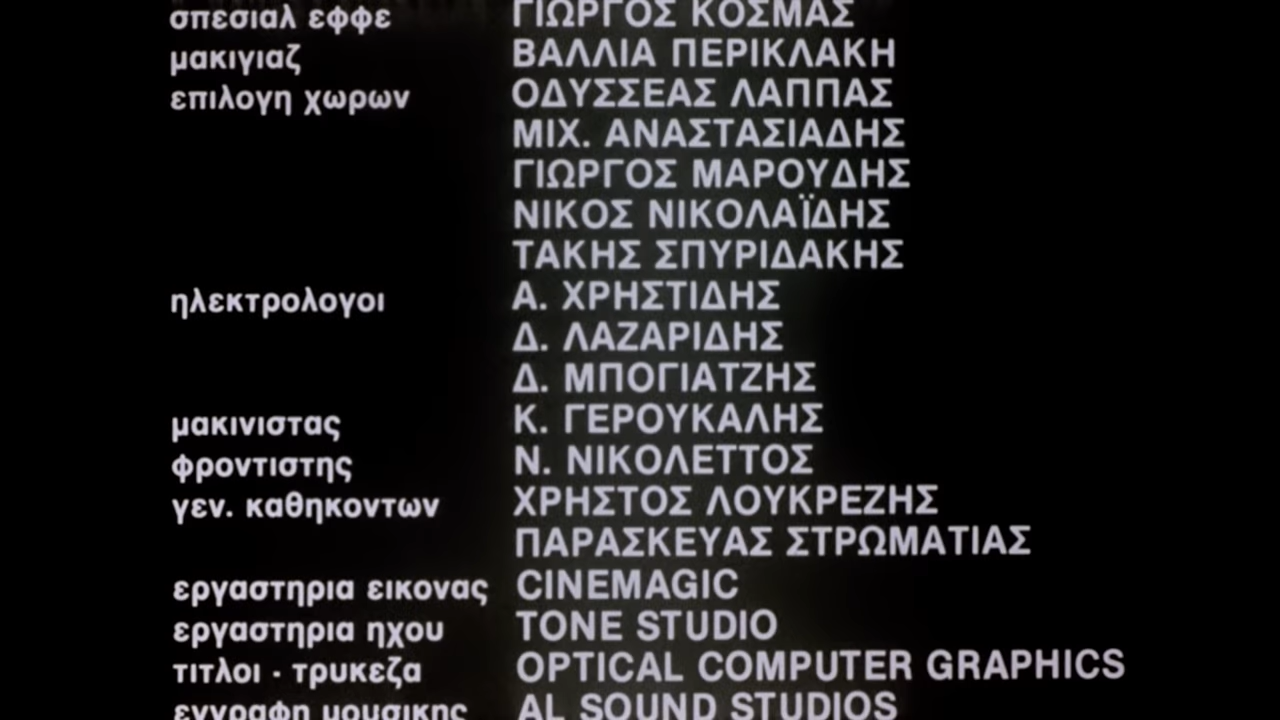 σπεσιαλ εφφε ΓΙΩΡΓΟΣ ΚΟΣΜΑΣ
μακιγιαζ ΒΑΛΛΙΑ ΠΕΡΙΚΛΑΚΗ
επιλογη χωρων ΟΔΥΣΣΕΑΣ ΛΑΠΠΑΣ
ΜΙΧ. ΑΝΑΣΤΑΣΙΑΔΗΣ
ΓΙΩΡΓΟΣ ΜΑΡΟΥΔΗΣ
ΝΙΚΟΣ ΝΙΚΟΛΑΪΔΗΣ
ΤΑΚΗΣ ΣΠΥΡΙΔΑΚΗΣ
ηλεκτρολογοι Α. ΧΡΗΣΤΙΔΗΣ
Δ. ΛΑΖΑΡΙΔΗΣ
Δ. ΜΠΟΓΙΑΤΖΗΣ
μακινιστας Κ. ΓΕΡΟΥΚΑΛΗΣ
φροντιστης Ν. ΝΙΚΟΛΕΤΤΟΣ
γεν. καθηκοντων ΧΡΗΣΤΟΣ ΛΟΥΚΡΕΖΗΣ
ΠΑΡΑΣΚΕΥΑΣ ΣΤΡΩΜΑΤΙΑΣ
εργαστηρια εικονας CINEMAGIC
εργαστηρια ηχου TONE STUDIO
τιτλοι - τρυκεζα OPTICAL COMPUTER GRAPHICS
εγγραφη μουσικης AL SOUND STUDIOS